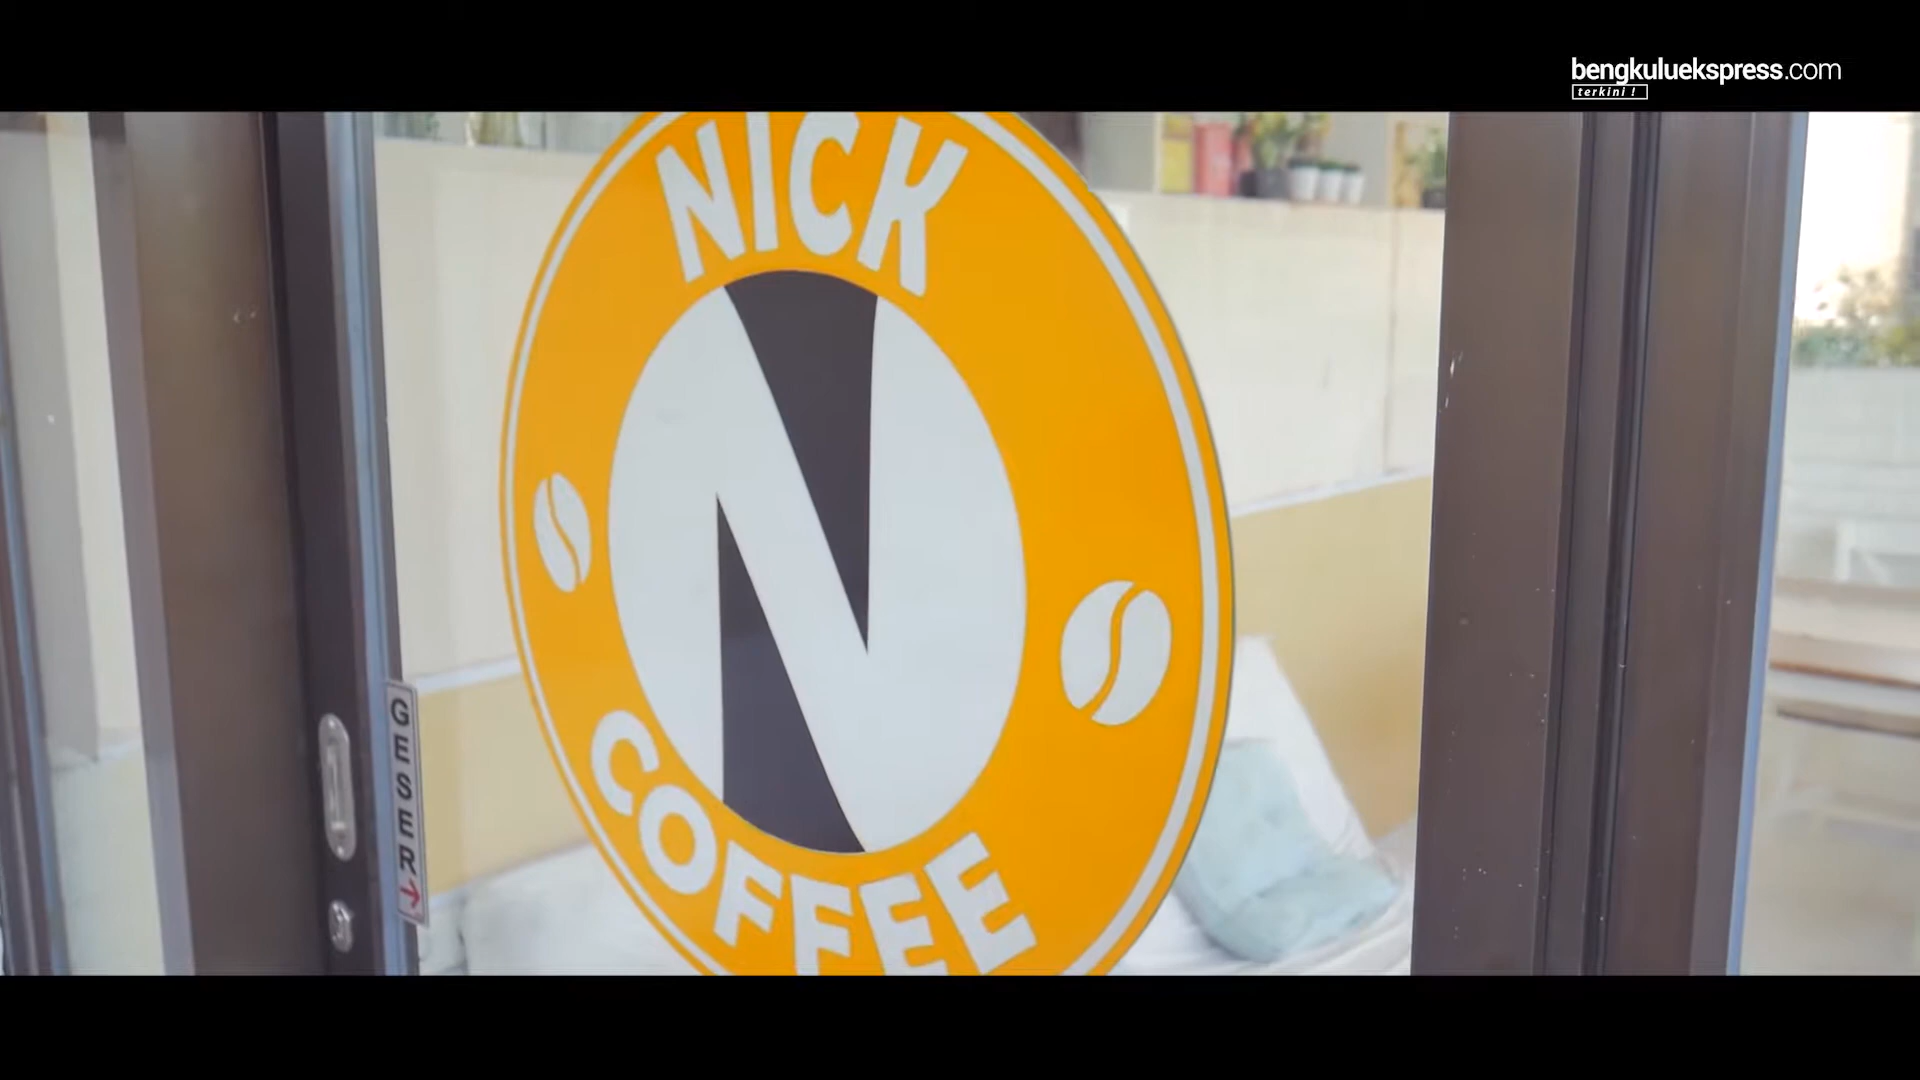 bengkuluekspress.com
terkini !
NICK
N
COFFEE
GESER